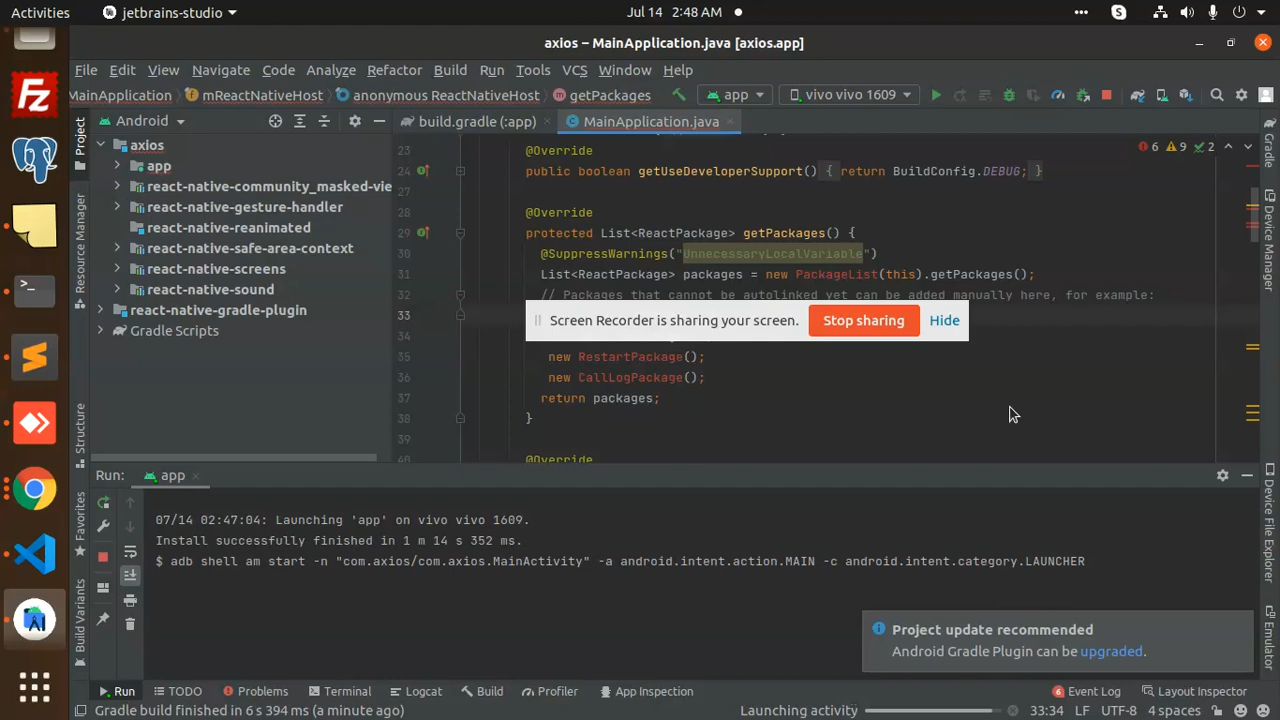 Activities jetbrains-studio Jul 14 2:48 AM
axios – MainApplication.java [axios.app]
File Edit View Navigate Code Analyze Refactor Build Run Tools VCS Window Help
MainApplication mReactNativeHost anonymous ReactNativeHost getPackages app vivo vivo 1609
Android build.gradle (:app) MainApplication.java
Project
Resource Manager
Structure
Favorites
Build Variants
axios
app
react-native-community_masked-vie
react-native-gesture-handler
react-native-reanimated
react-native-safe-area-context
react-native-screens
react-native-sound
react-native-gradle-plugin
Gradle Scripts
6 9 2
23 @Override
24 public boolean getUseDeveloperSupport() { return BuildConfig.DEBUG; }
27
28 @Override
29 protected List<ReactPackage> getPackages() {
30 @SuppressWarnings("UnnecessaryLocalVariable")
31 List<ReactPackage> packages = new PackageList(this).getPackages();
32 // Packages that cannot be autolinked yet can be added manually here, for example:
33
34
35 new RestartPackage();
36 new CallLogPackage();
37 return packages;
38 }
39
40 @Override
Screen Recorder is sharing your screen. Stop sharing Hide
Gradle
Android Device Manager
Device File Explorer
Emulator
Run: app
07/14 02:47:04: Launching 'app' on vivo vivo 1609.
Install successfully finished in 1 m 14 s 352 ms.
$ adb shell am start -n "com.axios/com.axios.MainActivity" -a android.intent.action.MAIN -c android.intent.category.LAUNCHER
Project update recommended
Android Gradle Plugin can be upgraded.
Run TODO Problems Terminal Logcat Build Profiler App Inspection 6 Event Log Layout Inspector
Gradle build finished in 6 s 394 ms (a minute ago) Launching activity 33:34 LF UTF-8 4 spaces